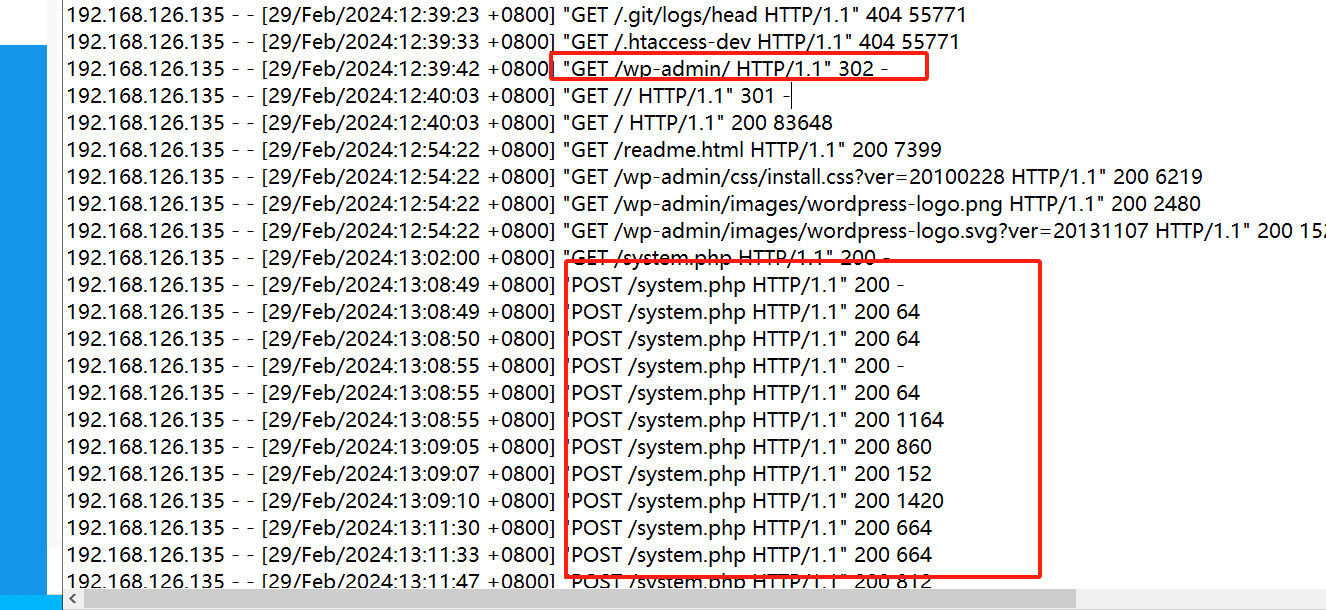 192.168.126.135 - - [29/Feb/2024:12:39:23 +0800] "GET /.git/logs/head HTTP/1.1" 404 55771
192.168.126.135 - - [29/Feb/2024:12:39:33 +0800] "GET /.htaccess-dev HTTP/1.1" 404 55771
192.168.126.135 - - [29/Feb/2024:12:39:42 +0800] "GET /wp-admin/ HTTP/1.1" 302 -
192.168.126.135 - - [29/Feb/2024:12:40:03 +0800] "GET // HTTP/1.1" 301 -
192.168.126.135 - - [29/Feb/2024:12:40:03 +0800] "GET / HTTP/1.1" 200 83648
192.168.126.135 - - [29/Feb/2024:12:54:22 +0800] "GET /readme.html HTTP/1.1" 200 7399
192.168.126.135 - - [29/Feb/2024:12:54:22 +0800] "GET /wp-admin/css/install.css?ver=20100228 HTTP/1.1" 200 6219
192.168.126.135 - - [29/Feb/2024:12:54:22 +0800] "GET /wp-admin/images/wordpress-logo.png HTTP/1.1" 200 2480
192.168.126.135 - - [29/Feb/2024:12:54:22 +0800] "GET /wp-admin/images/wordpress-logo.svg?ver=20131107 HTTP/1.1" 200 152
192.168.126.135 - - [29/Feb/2024:13:02:00 +0800] "GET /system.php HTTP/1.1" 200 -
192.168.126.135 - - [29/Feb/2024:13:08:49 +0800] "POST /system.php HTTP/1.1" 200 -
192.168.126.135 - - [29/Feb/2024:13:08:49 +0800] "POST /system.php HTTP/1.1" 200 64
192.168.126.135 - - [29/Feb/2024:13:08:50 +0800] "POST /system.php HTTP/1.1" 200 64
192.168.126.135 - - [29/Feb/2024:13:08:55 +0800] "POST /system.php HTTP/1.1" 200 -
192.168.126.135 - - [29/Feb/2024:13:08:55 +0800] "POST /system.php HTTP/1.1" 200 64
192.168.126.135 - - [29/Feb/2024:13:08:55 +0800] "POST /system.php HTTP/1.1" 200 1164
192.168.126.135 - - [29/Feb/2024:13:09:05 +0800] "POST /system.php HTTP/1.1" 200 860
192.168.126.135 - - [29/Feb/2024:13:09:07 +0800] "POST /system.php HTTP/1.1" 200 152
192.168.126.135 - - [29/Feb/2024:13:09:10 +0800] "POST /system.php HTTP/1.1" 200 1420
192.168.126.135 - - [29/Feb/2024:13:11:30 +0800] "POST /system.php HTTP/1.1" 200 664
192.168.126.135 - - [29/Feb/2024:13:11:33 +0800] "POST /system.php HTTP/1.1" 200 664
192.168.126.135 - - [29/Feb/2024:13:11:47 +0800] "POST /system.php HTTP/1.1" 200 812